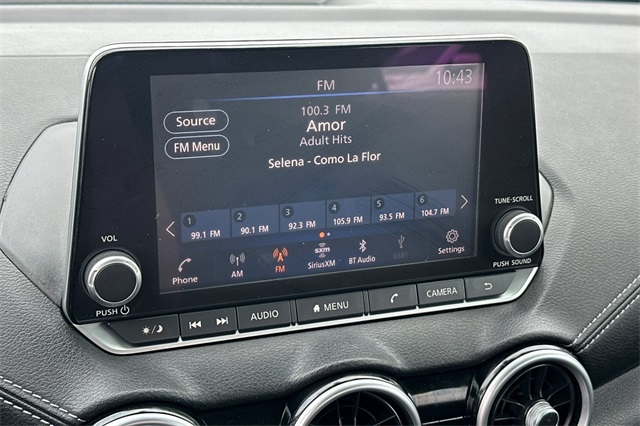 FM
10:43
Source
FM Menu
100.3 FM
Amor
Adult Hits
Selena - Como La Flor
1 2 3 4 5 6
99.1 FM 90.1 FM 92.3 FM 105.9 FM 93.5 FM 104.7 FM
Phone AM FM SXM SiriusXM BT Audio USB1 Settings
VOL
PUSH
TUNE·SCROLL
PUSH SOUND
AUDIO MENU CAMERA